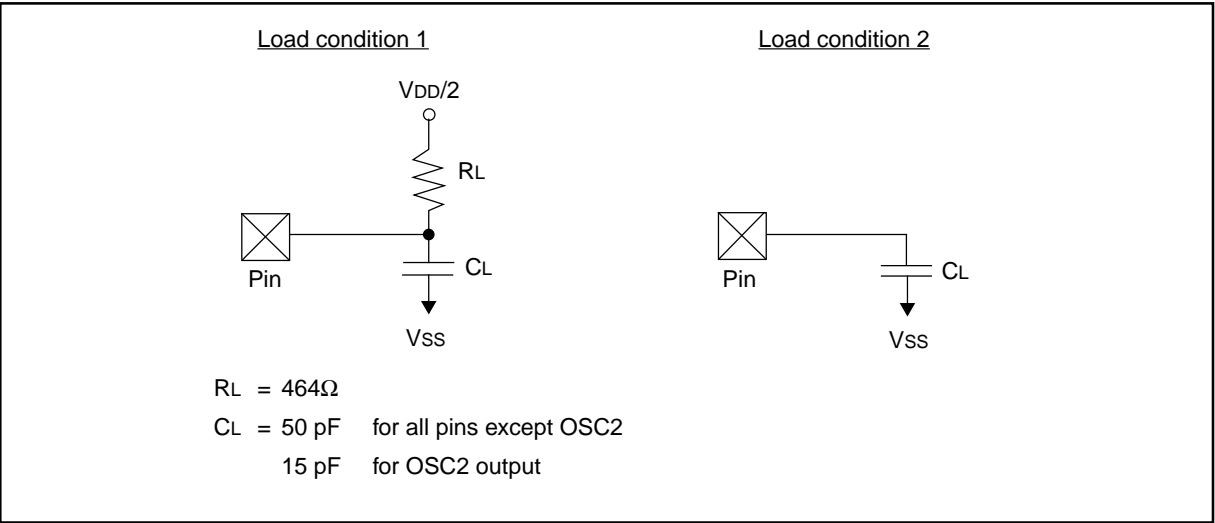 Load condition 1
Load condition 2
VDD/2
RL
Pin
CL
VSS
Pin
CL
VSS
RL = 464Ω
CL = 50 pF for all pins except OSC2
15 pF for OSC2 output